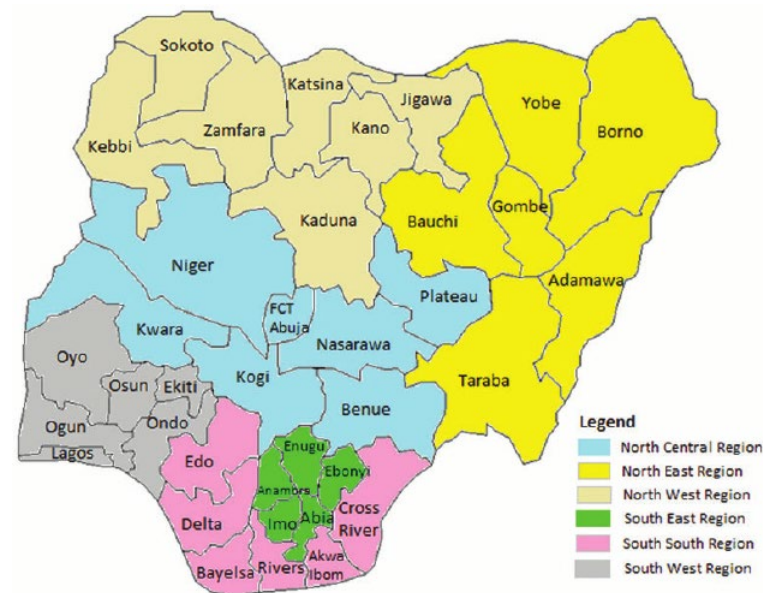 Sokoto
Katsina
Jigawa
Yobe
Borno
Kebbi
Zamfara
Kano
Kaduna
Bauchi
Gombe
Niger
Adamawa
Plateau
FCT
Abuja
Kwara
Nasarawa
Oyo
Kogi
Taraba
Osun
Ekiti
Benue
Ogun
Ondo
Lagos
Edo
Enugu
Ebonyi
Anambra
Delta
Imo
Abia
Cross
River
Bayelsa
Rivers
Akwa
Ibom
Legend
North Central Region
North East Region
North West Region
South East Region
South South Region
South West Region